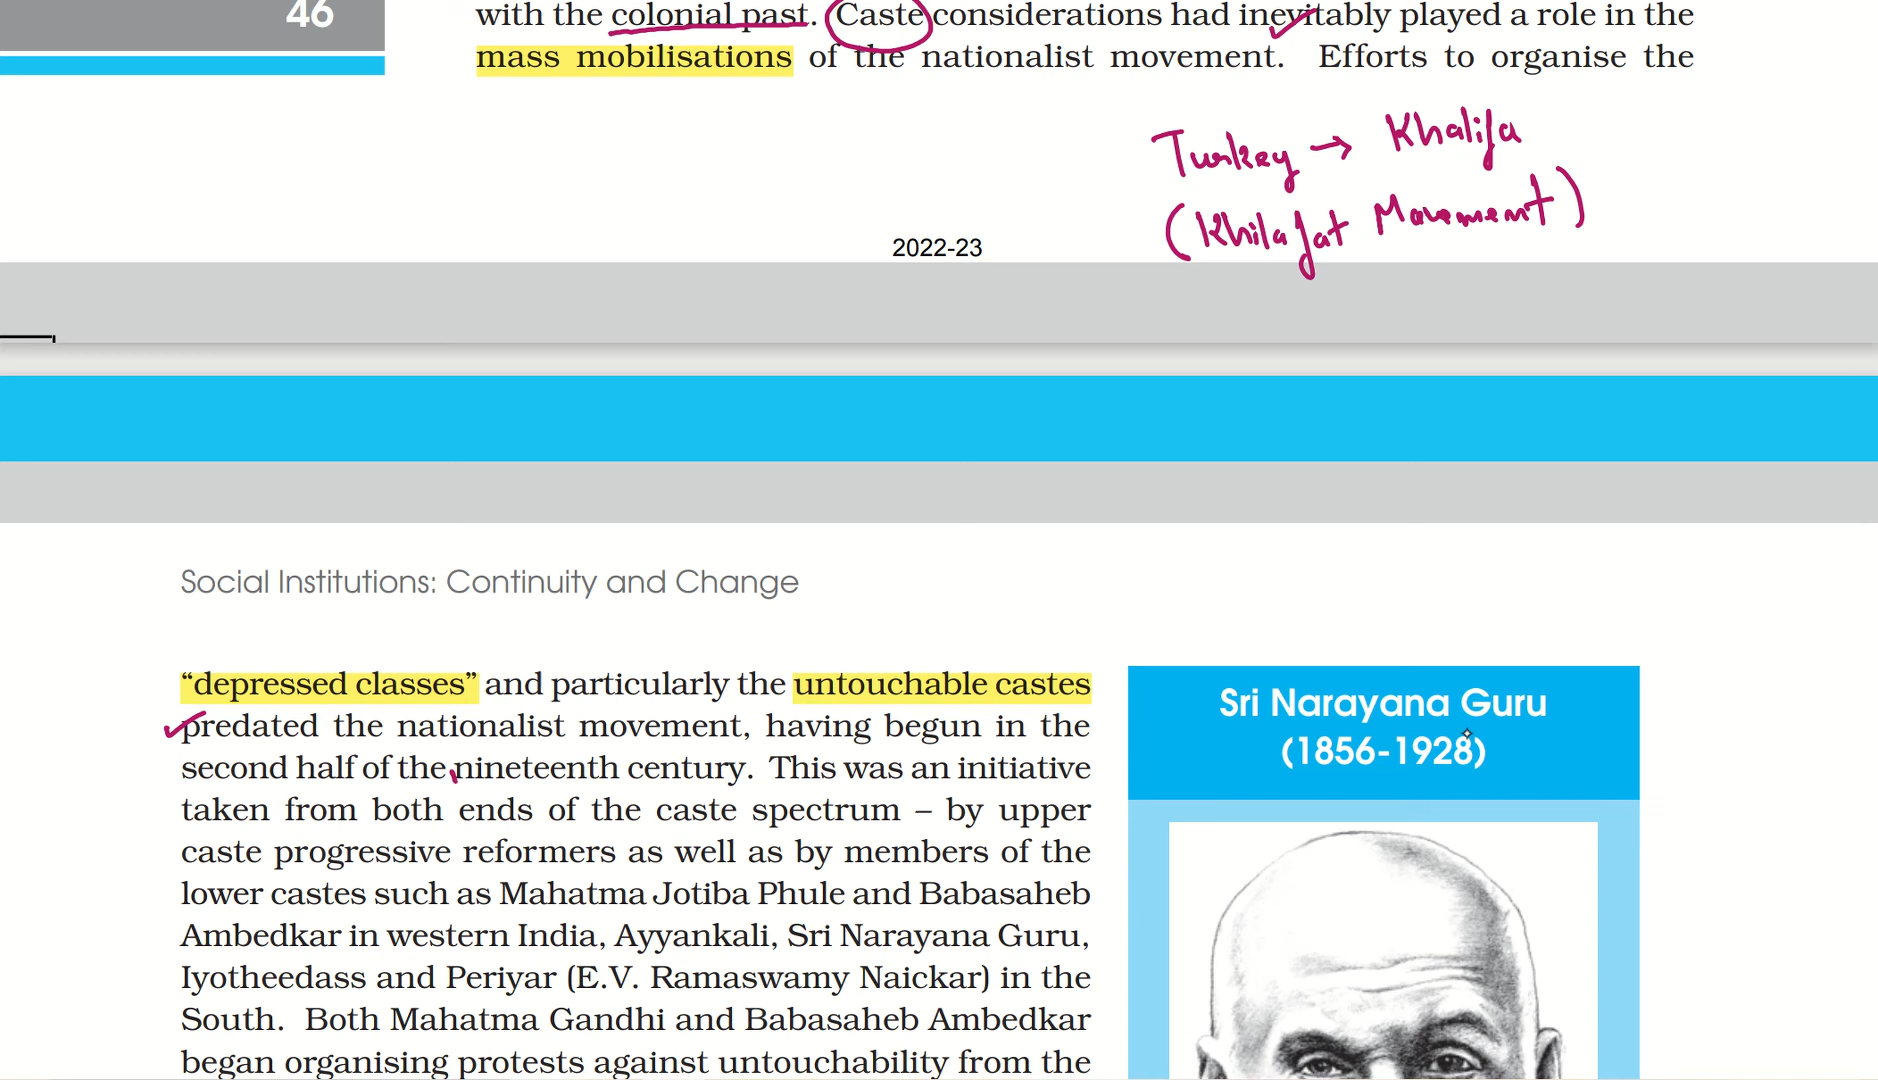 46
with the colonial past. Caste considerations had inevitably played a role in the
mass mobilisations of the nationalist movement. Efforts to organise the
Turkey → Khalifa
(Khilafat Movement)
2022-23
Social Institutions: Continuity and Change
“depressed classes” and particularly the untouchable castes
predated the nationalist movement, having begun in the
second half of the nineteenth century. This was an initiative
taken from both ends of the caste spectrum – by upper
caste progressive reformers as well as by members of the
lower castes such as Mahatma Jotiba Phule and Babasaheb
Ambedkar in western India, Ayyankali, Sri Narayana Guru,
Iyotheedass and Periyar (E.V. Ramaswamy Naickar) in the
South. Both Mahatma Gandhi and Babasaheb Ambedkar
began organising protests against untouchability from the
Sri Narayana Guru
(1856-1928)